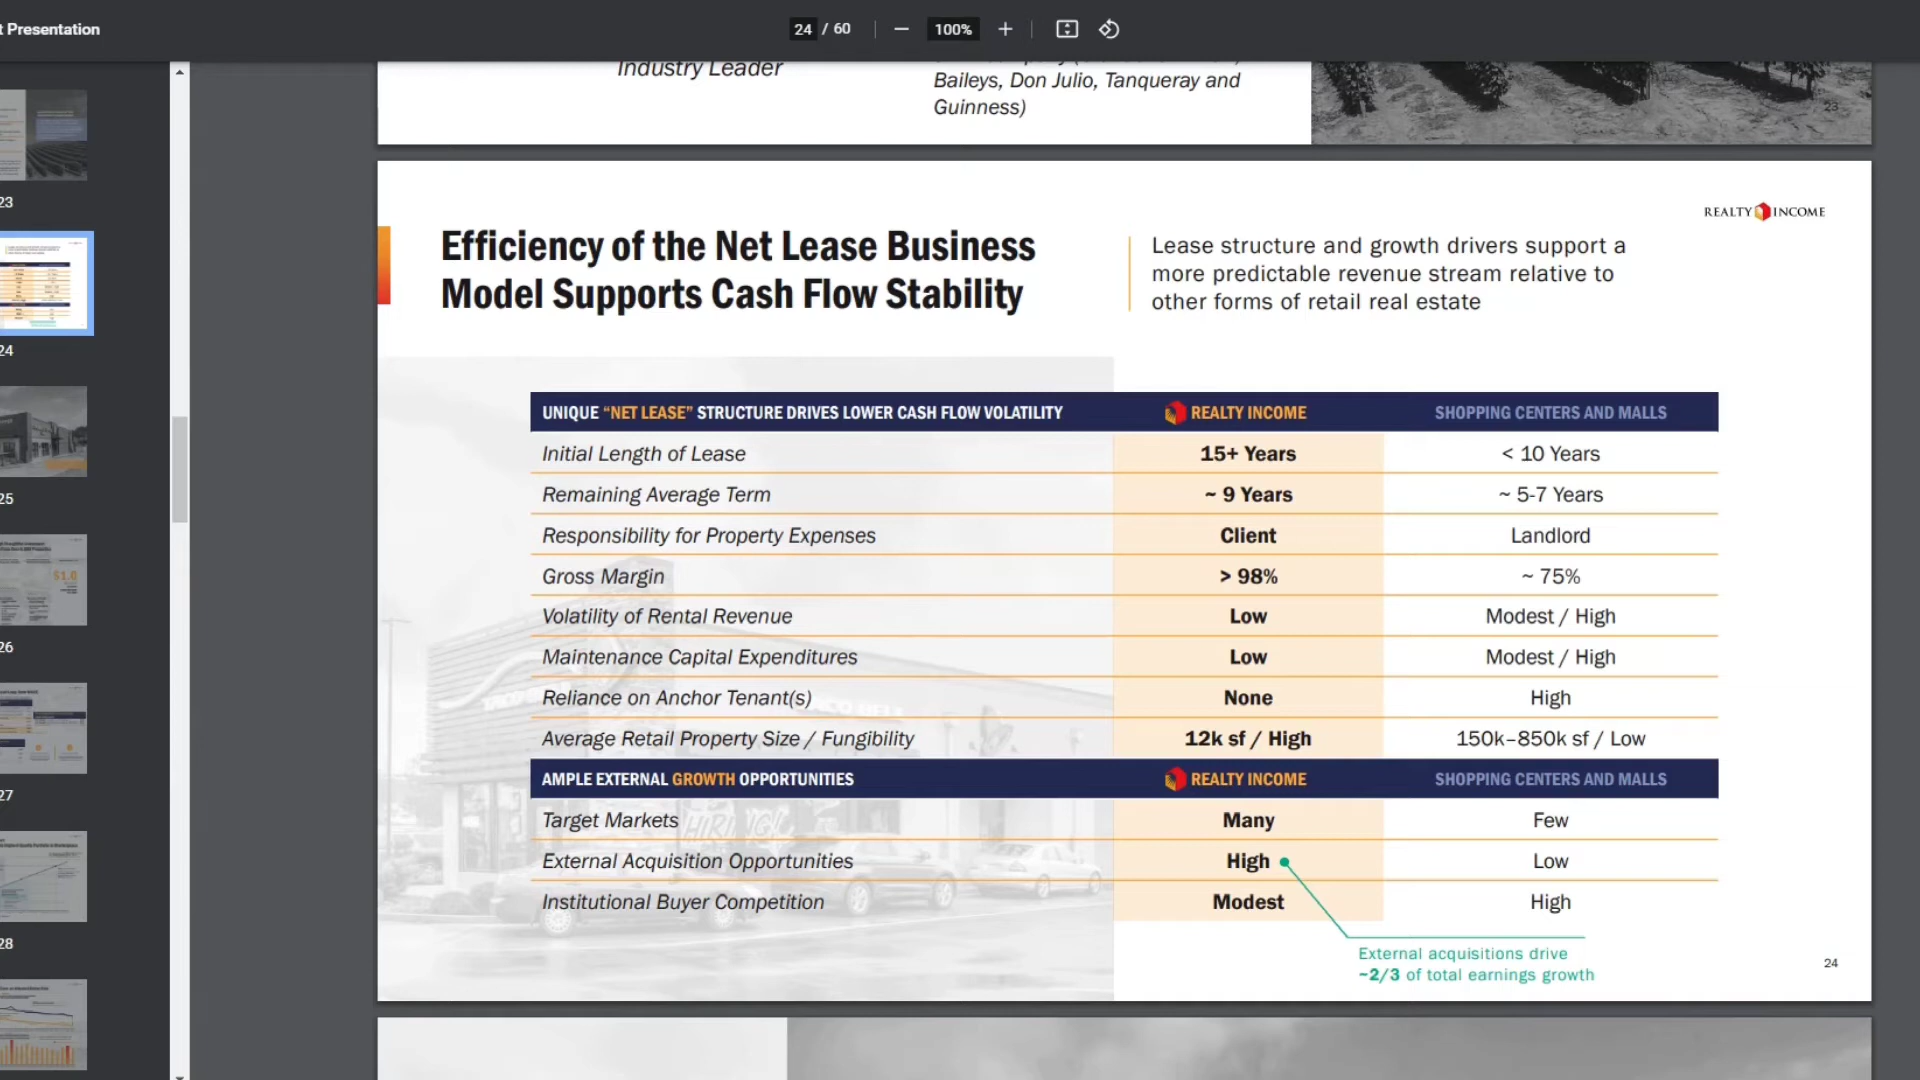 t Presentation
24 / 60
100%
Industry Leader
Baileys, Don Julio, Tanqueray and
Guinness)
23
23
24
25
26
27
28
$1.0
REALTY INCOME
Efficiency of the Net Lease Business
Model Supports Cash Flow Stability
Lease structure and growth drivers support a
more predictable revenue stream relative to
other forms of retail real estate
UNIQUE “NET LEASE” STRUCTURE DRIVES LOWER CASH FLOW VOLATILITY REALTY INCOME SHOPPING CENTERS AND MALLS
Initial Length of Lease 15+ Years < 10 Years
Remaining Average Term ~ 9 Years ~ 5-7 Years
Responsibility for Property Expenses Client Landlord
Gross Margin > 98% ~ 75%
Volatility of Rental Revenue Low Modest / High
Maintenance Capital Expenditures Low Modest / High
Reliance on Anchor Tenant(s) None High
Average Retail Property Size / Fungibility 12k sf / High 150k–850k sf / Low
AMPLE EXTERNAL GROWTH OPPORTUNITIES REALTY INCOME SHOPPING CENTERS AND MALLS
Target Markets Many Few
HIRING!
External Acquisition Opportunities High Low
Institutional Buyer Competition Modest High
External acquisitions drive
~2/3 of total earnings growth
24